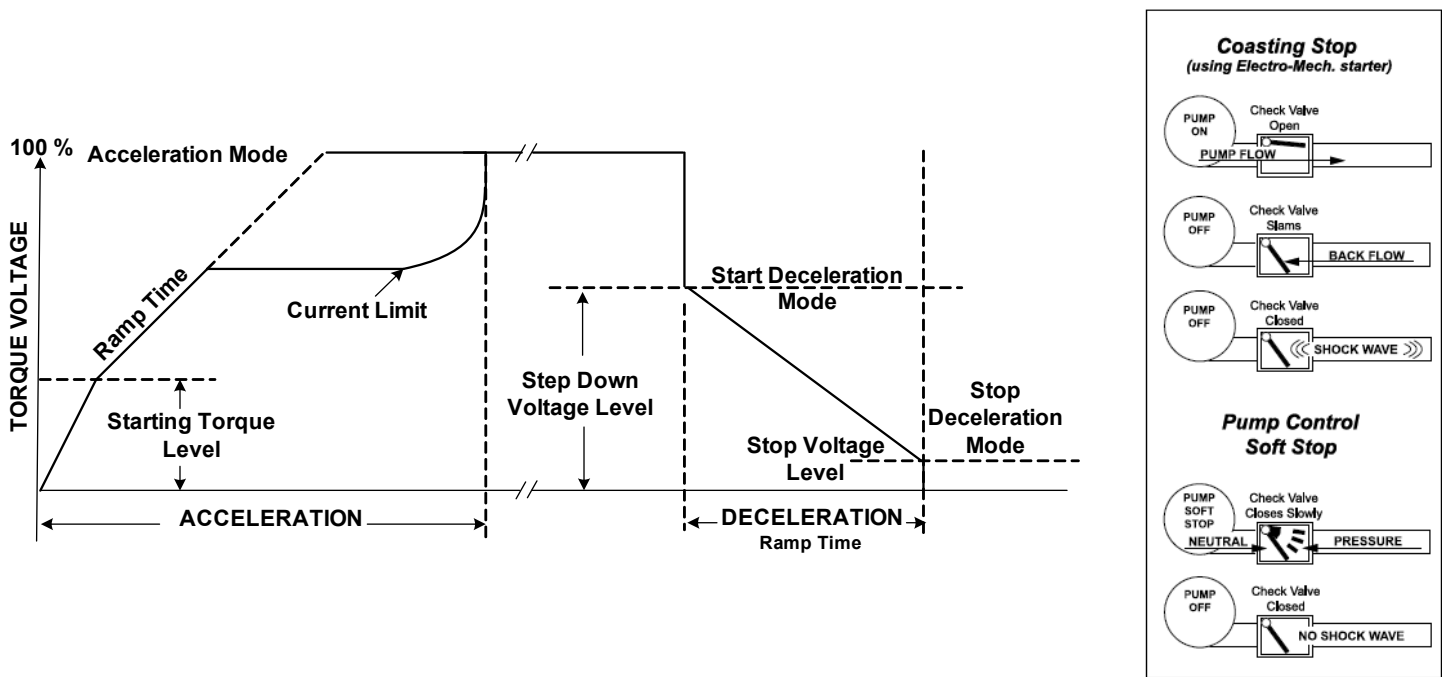 100 %
Acceleration Mode
TORQUE VOLTAGE
Ramp Time
Current Limit
Starting Torque
Level
ACCELERATION
Start Deceleration
Mode
Step Down
Voltage Level
Stop
Deceleration
Mode
Stop Voltage
Level
DECELERATION
Ramp Time
Coasting Stop
(using Electro-Mech. starter)
PUMP
ON
Check Valve
Open
PUMP FLOW
PUMP
OFF
Check Valve
Slams
BACK FLOW
PUMP
OFF
Check Valve
Closed
SHOCK WAVE
Pump Control
Soft Stop
PUMP
SOFT
STOP
Check Valve
Closes Slowly
NEUTRAL
PRESSURE
PUMP
OFF
Check Valve
Closed
NO SHOCK WAVE